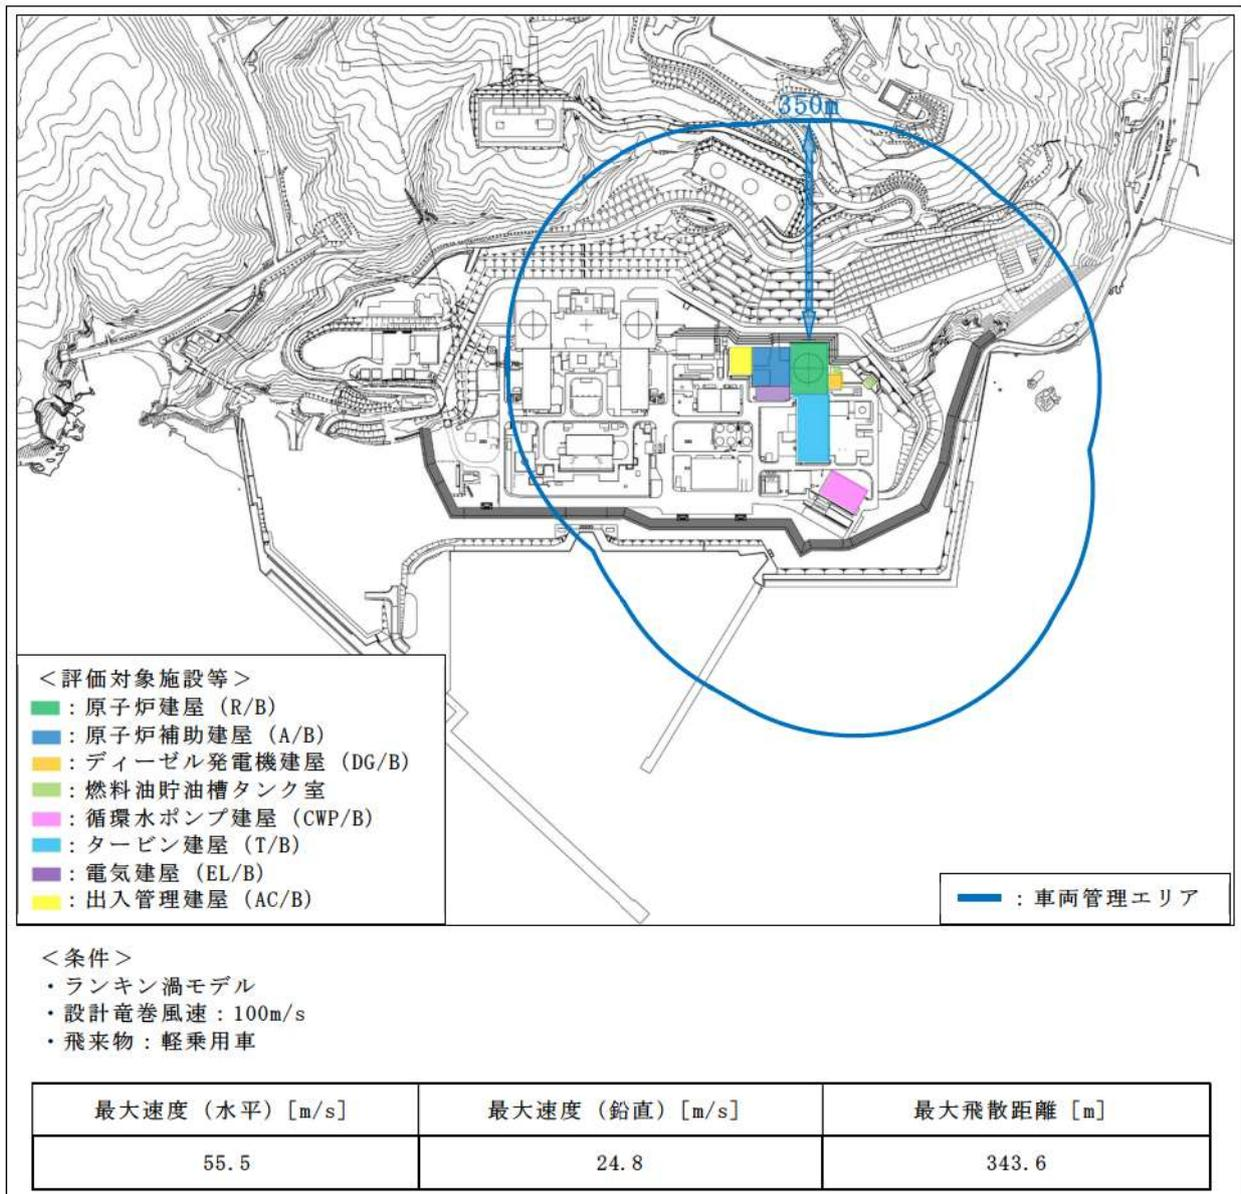 350m
＜評価対象施設等＞
：原子炉建屋（R/B）
：原子炉補助建屋（A/B）
：ディーゼル発電機建屋（DG/B）
：燃料油貯油槽タンク室
：循環水ポンプ建屋（CWP/B）
：タービン建屋（T/B）
：電気建屋（EL/B）
：出入管理建屋（AC/B）
：車両管理エリア
＜条件＞
・ランキン渦モデル
・設計竜巻風速：100m/s
・飛来物：軽乗用車
最大速度（水平）[m/s] 最大速度（鉛直）[m/s] 最大飛散距離 [m]
55.5 24.8 343.6